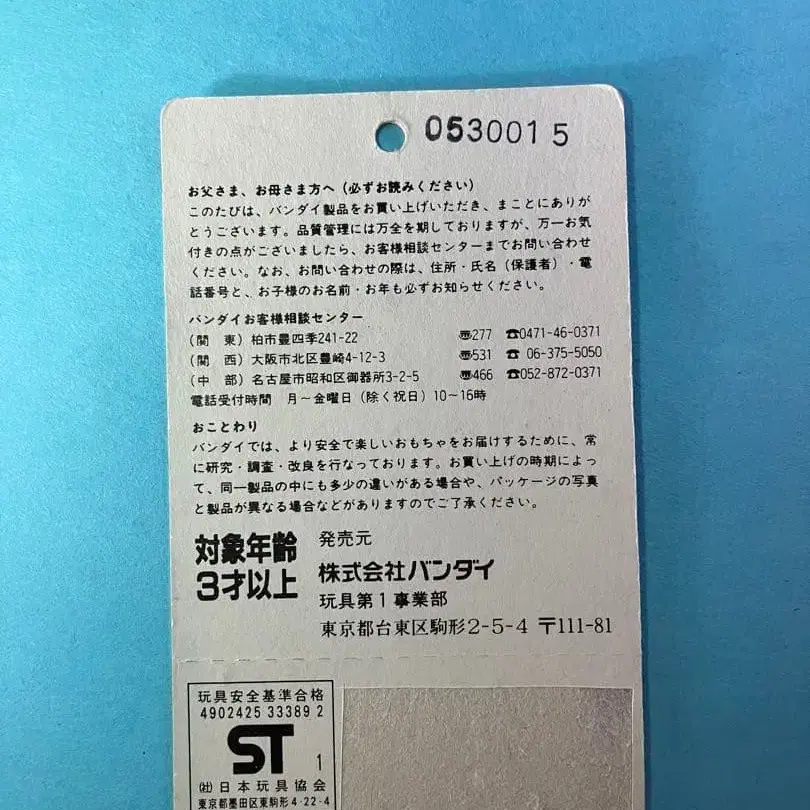 0530015
お父さま、お母さま方へ（必ずお読みください）
このたびは、バンダイ製品をお買い上げいただき、まことにありが
とうございます。品質管理には万全を期しておりますが、万一お気
付きの点がございましたら、お客様相談センターまでお問い合わせ
ください。なお、お問い合わせの際は、住所・氏名（保護者）・電
話番号と、お子様のお名前・お年も必ずお知らせください。
バンダイお客様相談センター
（関　東）柏市豊四季241-22 〠277 ☎0471-46-0371
（関　西）大阪市北区豊崎4-12-3 〠531 ☎06-375-5050
（中　部）名古屋市昭和区御器所3-2-5 〠466 ☎052-872-0371
電話受付時間　月〜金曜日（除く祝日）10〜16時
おことわり
バンダイでは、より安全で楽しいおもちゃをお届けするために、常
に研究・調査・改良を行なっております。お買い上げの時期によっ
て、同一製品の中にも多少の違いがある場合や、パッケージの写真
と製品が異なる場合などがありますのでご了承ください。
対象年齢
3才以上
発売元
株式会社バンダイ
玩具第1事業部
東京都台東区駒形2-5-4 〒111-81
玩具安全基準合格
4902425 33389 2
ST 1
㈳日本玩具協会
東京都墨田区東駒形4-22-4